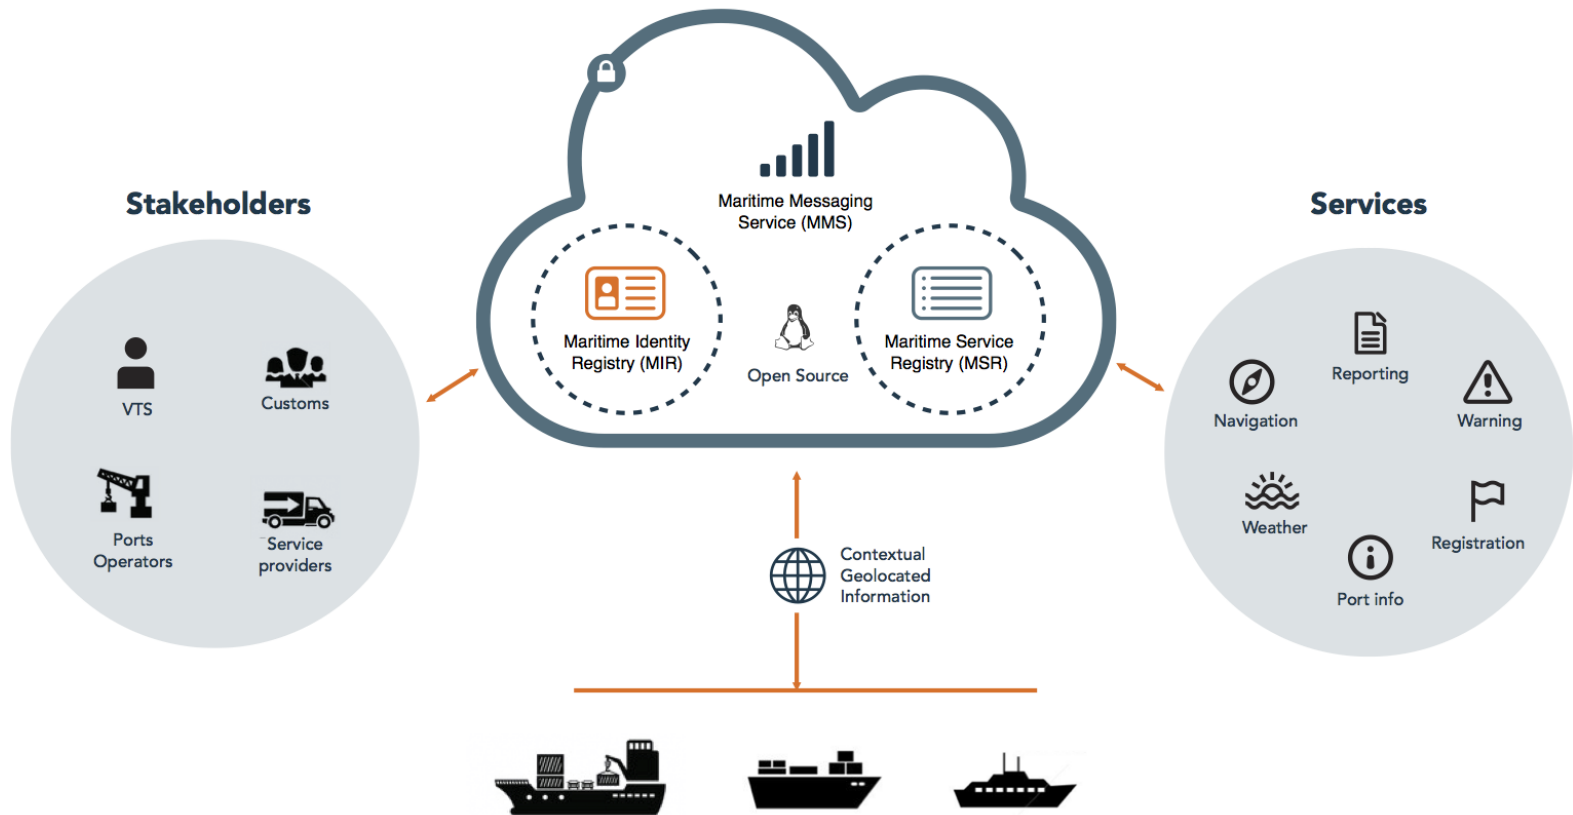 Stakeholders
VTS
Customs
Ports
Operators
Service
providers
Maritime Messaging
Service (MMS)
Maritime Identity
Registry (MIR)
Open Source
Maritime Service
Registry (MSR)
Contextual
Geolocated
Information
Services
Reporting
Navigation
Warning
Weather
Registration
Port info